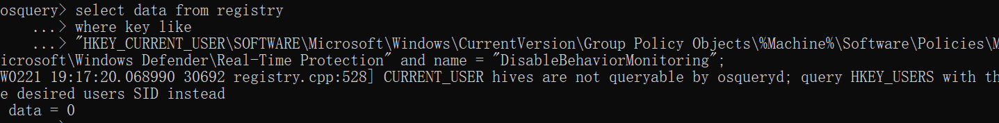 osquery> select data from registry
...> where key like
...> "HKEY_CURRENT_USER\SOFTWARE\Microsoft\Windows\CurrentVersion\Group Policy Objects\%Machine%\Software\Policies\M
icrosoft\Windows Defender\Real-Time Protection" and name = "DisableBehaviorMonitoring";
W0221 19:17:20.068990 30692 registry.cpp:528] CURRENT_USER hives are not queryable by osqueryd; query HKEY_USERS with th
e desired users SID instead
data = 0